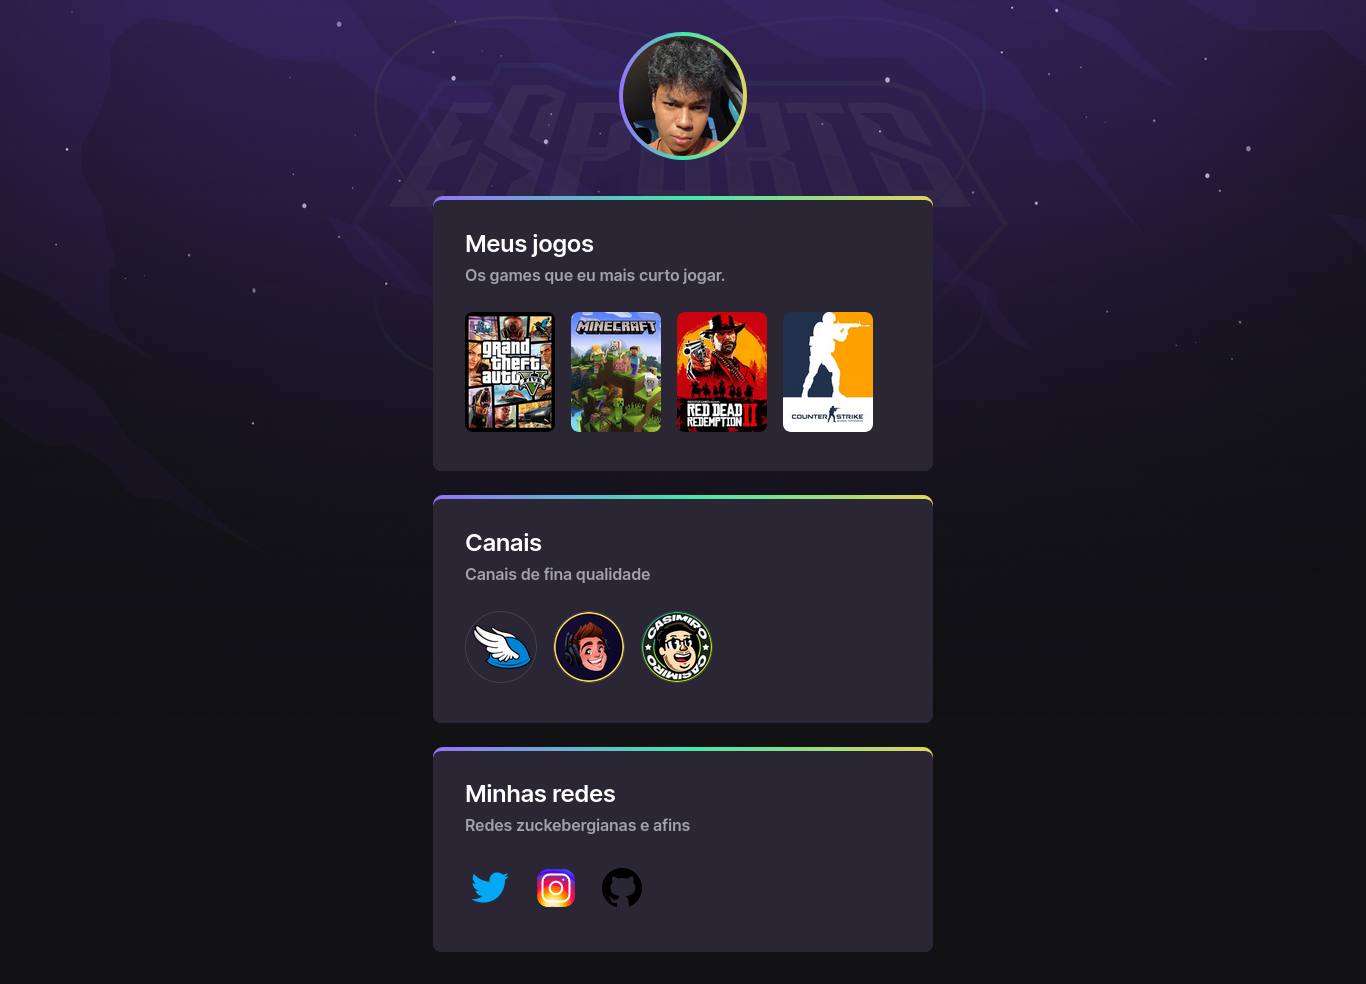 ESPORTS
Meus jogos
Os games que eu mais curto jogar.
grand
theft
auto
V
MINECRAFT
RED DEAD
REDEMPTION II
COUNTER STRIKE
Canais
Canais de fina qualidade
CASIMIRO
CASIMIRO
Minhas redes
Redes zuckebergianas e afins